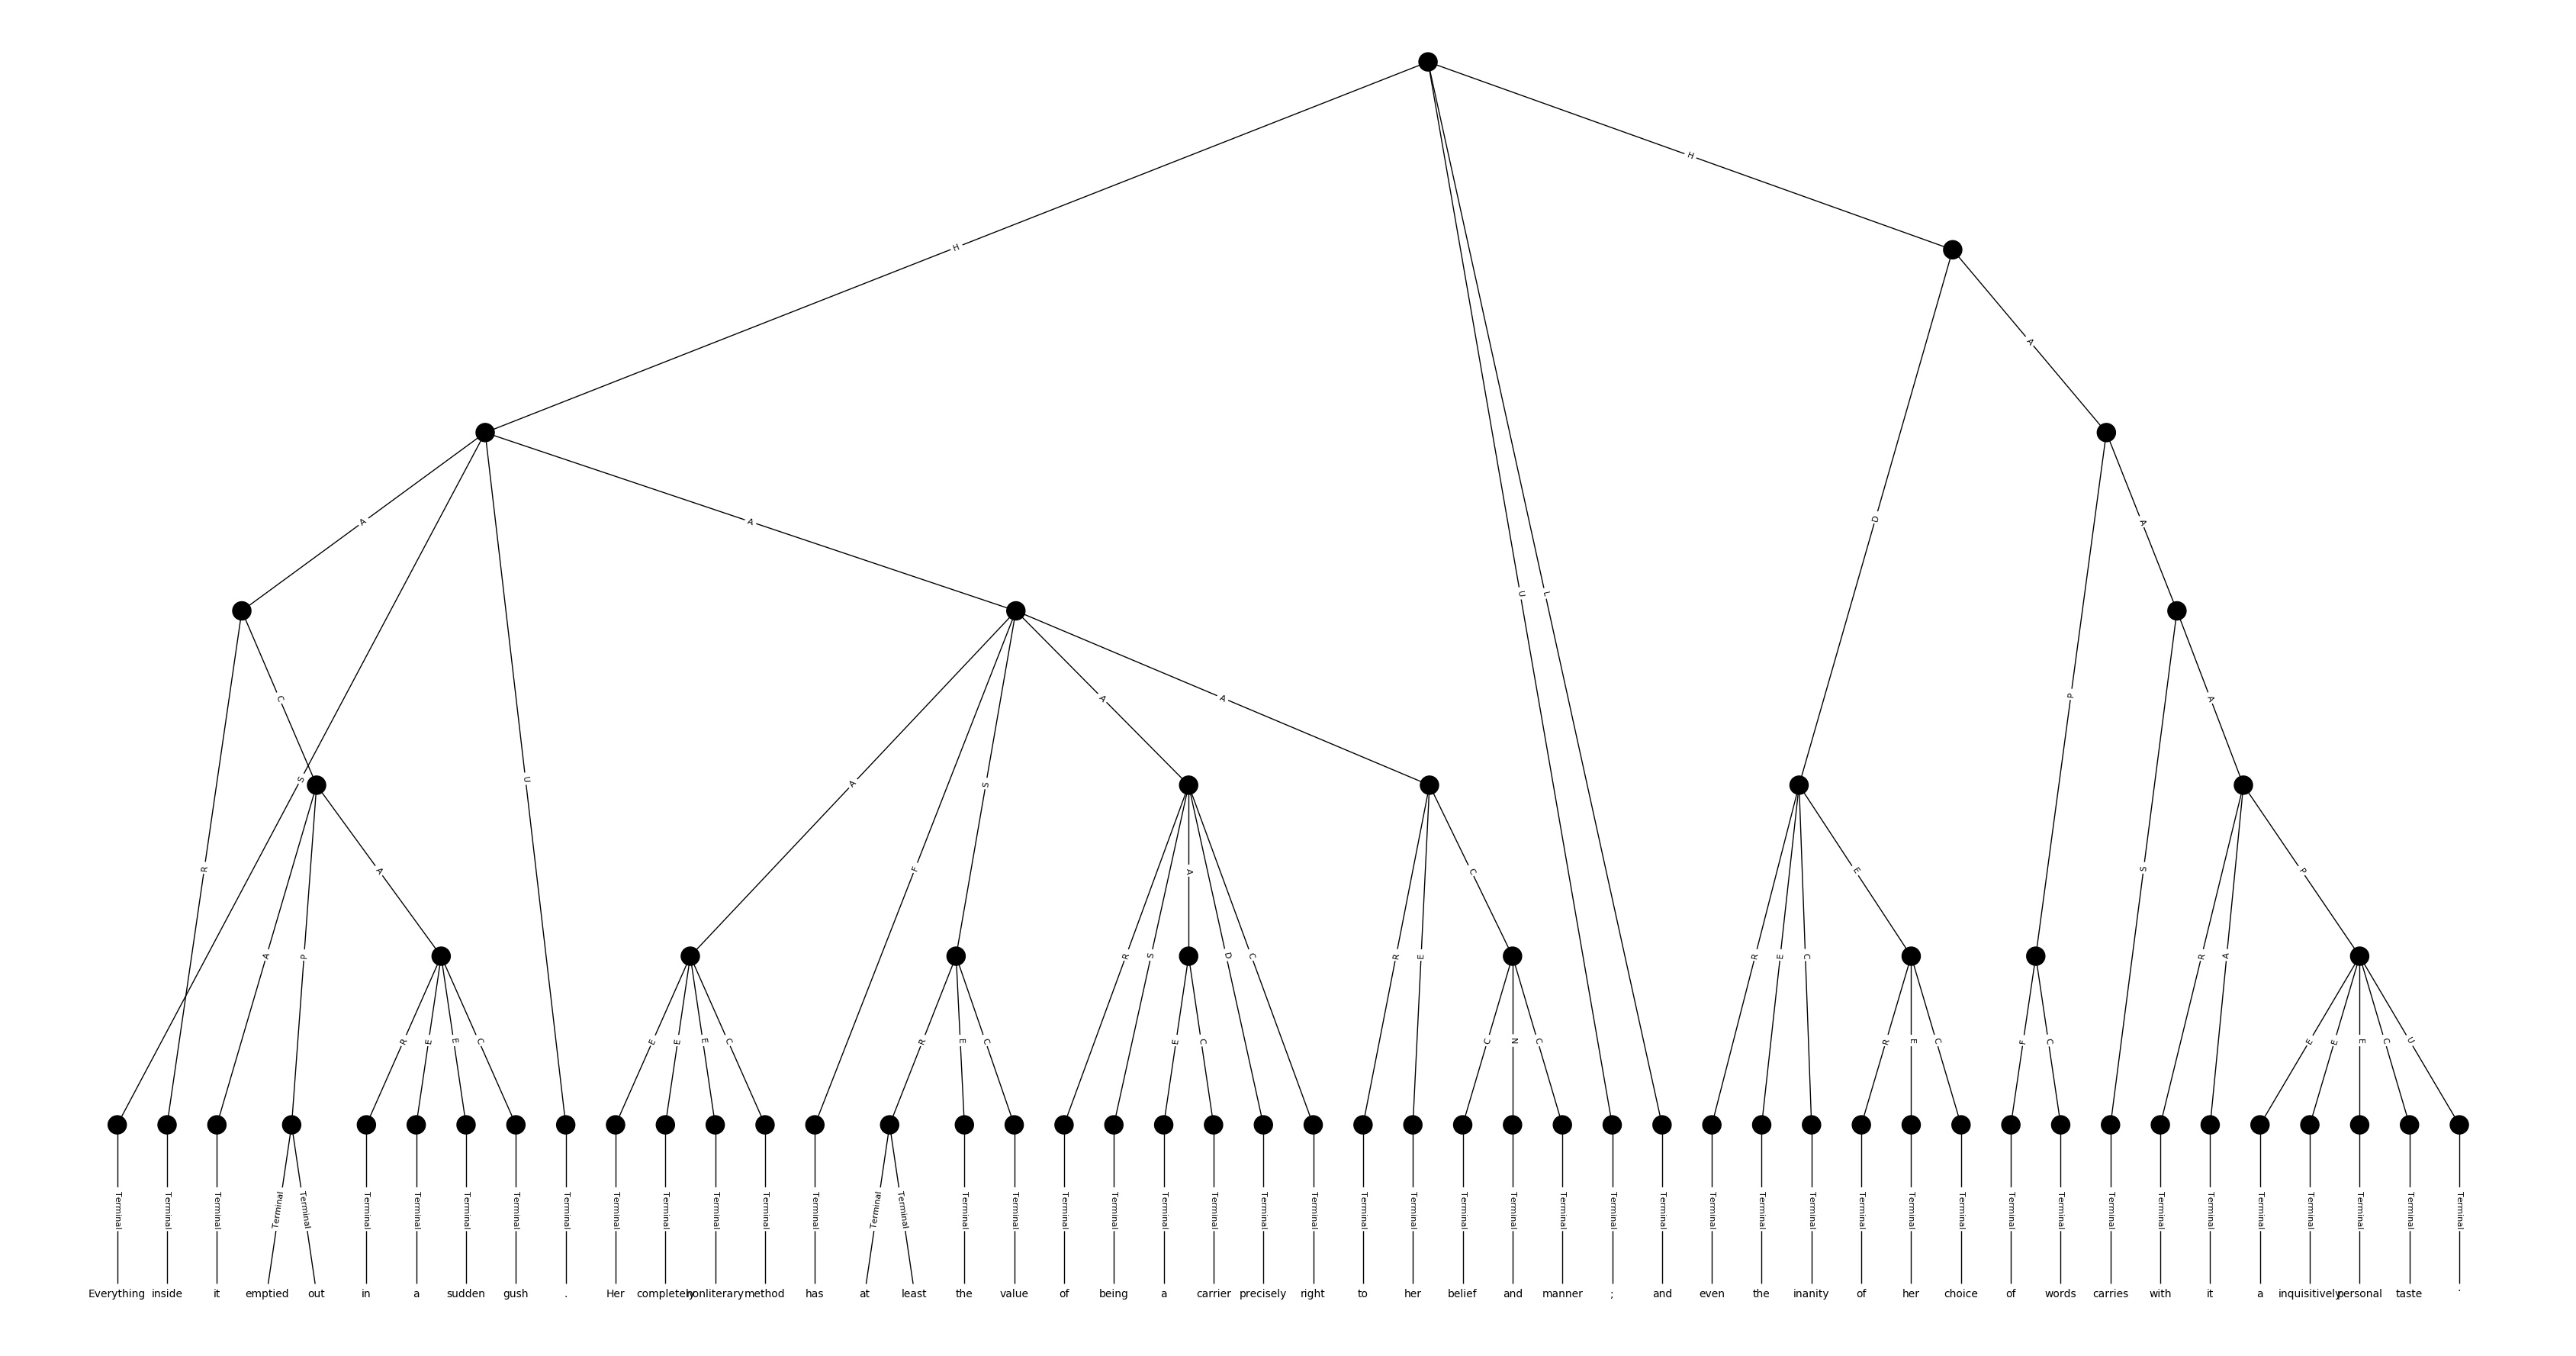 H H
A
A A D A
U L
C A A P A
S U A S
R F A C E S P
A P A R S A D C R E R E C R A
R E E C E E E C R E C E C C N C R E C F C E E E C U
Terminal Terminal Terminal Terminal Terminal Terminal Terminal Terminal Terminal Terminal Terminal Terminal Terminal Terminal Terminal Terminal Terminal Terminal Terminal Terminal Terminal Terminal Terminal Terminal Terminal Terminal Terminal Terminal Terminal Terminal Terminal Terminal Terminal Terminal Terminal Terminal Terminal Terminal Terminal Terminal Terminal Terminal Terminal Terminal Terminal Terminal Terminal Terminal
Everything inside it emptied out in a sudden gush . Her completely nonliterary method has at least the value of being a carrier precisely right to her belief and manner ; and even the inanity of her choice of words carries with it a inquisitively personal taste .